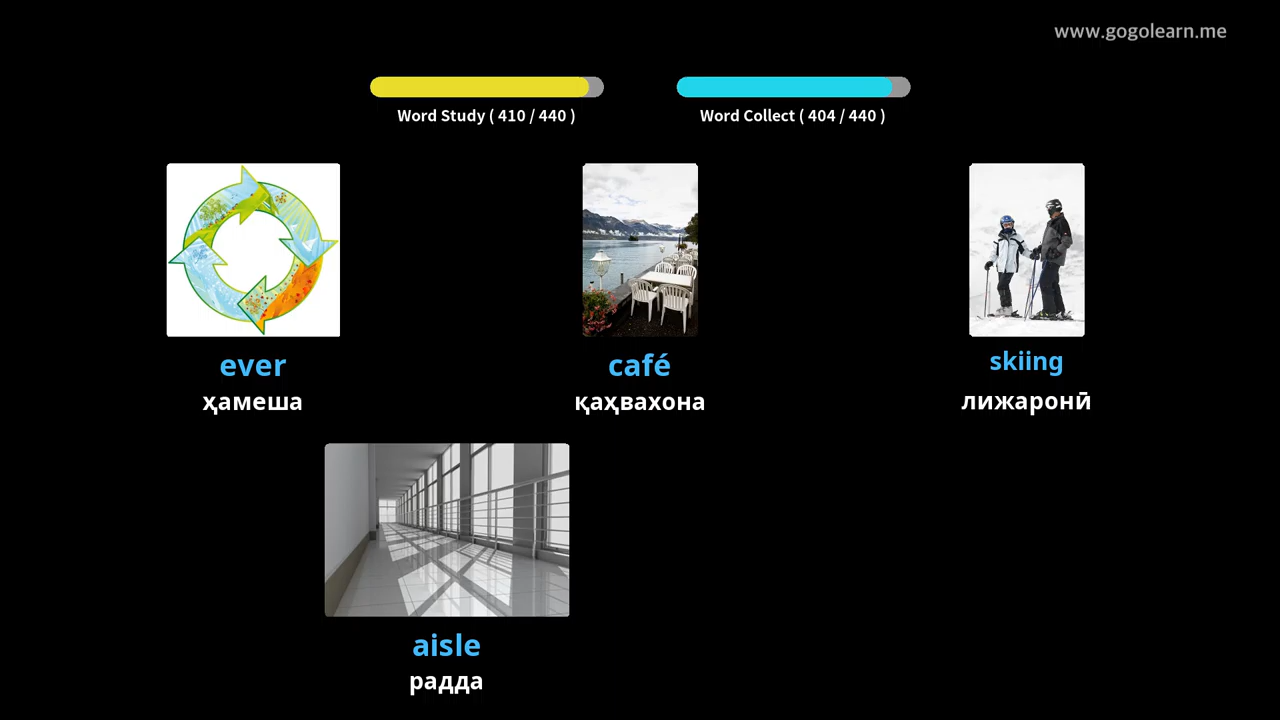 www.gogolearn.me
Word Study ( 410 / 440 )
Word Collect ( 404 / 440 )
ever
ҳамеша
café
қаҳвахона
skiing
лижаронӣ
aisle
радда